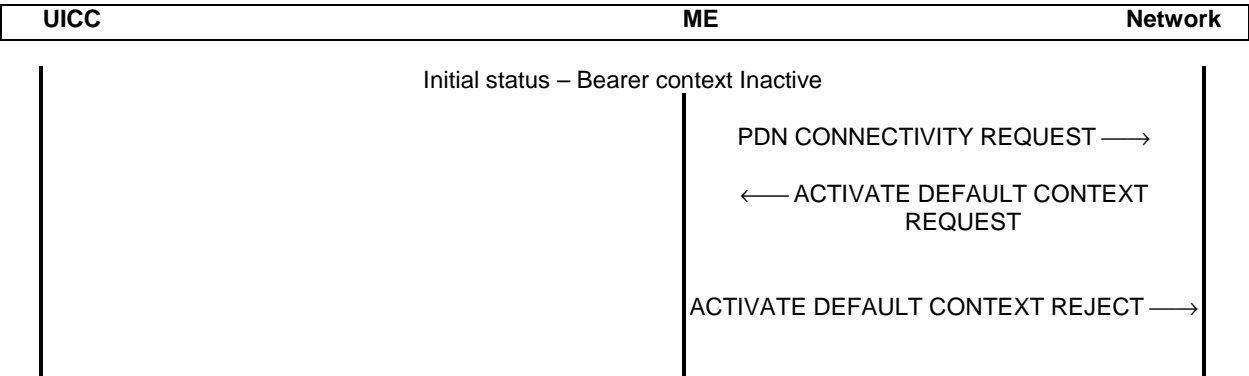 UICC ME Network
Initial status – Bearer context Inactive
PDN CONNECTIVITY REQUEST ⟶
⟵ ACTIVATE DEFAULT CONTEXT
REQUEST
ACTIVATE DEFAULT CONTEXT REJECT ⟶